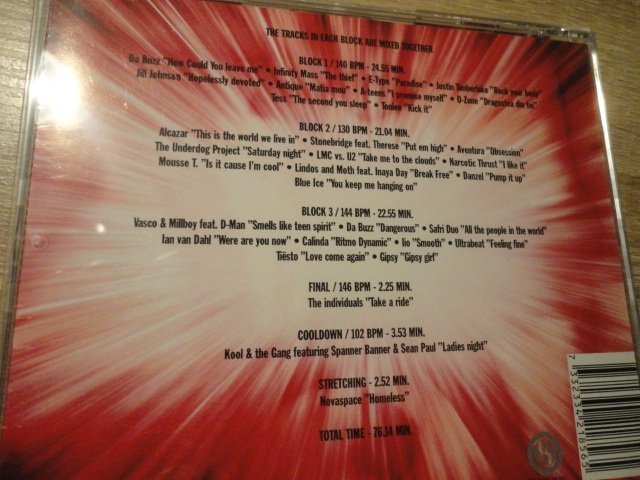 THE TRACKS IN EACH BLOCK ARE MIXED TOGETHER
BLOCK 1 / 140 BPM - 24.55 MIN.
Da Buzz "How Could You leave me" • Infinity Mass "The thief" • E-Type "Paradise" • Justin Timberlake "Rock your body"
Jill Johnson "Hopelessly devoted" • Antique "Matia mou" • A-teens "I promise myself" • O-Zone "Dragostea din tei"
Tess "The second you sleep" • Toniee "Kick it"
BLOCK 2 / 130 BPM - 21.04 MIN.
Alcazar "This is the world we live in" • Stonebridge feat. Therese "Put em high" • Aventura "Obsession"
The Underdog Project "Saturday night" • LMC vs. U2 "Take me to the clouds" • Narcotic Thrust "I like it"
Mousse T. "Is it cause I'm cool" • Lindos and Moth feat. Inaya Day "Break Free" • Danzel "Pump it up"
Blue Ice "You keep me hanging on"
BLOCK 3 / 144 BPM - 22.55 MIN.
Vasco & Millboy feat. D-Man "Smells like teen spirit" • Da Buzz "Dangerous" • Safri Duo "All the people in the world"
Ian van Dahl "Were are you now" • Calinda "Ritmo Dynamic" • Iio "Smooth" • Ultrabeat "Feeling fine"
Tiësto "Love come again" • Gipsy "Gipsy girl"
FINAL / 146 BPM - 2.25 MIN.
The individuals "Take a ride"
COOLDOWN / 102 BPM - 3.53 MIN.
Kool & the Gang featuring Spanner Banner & Sean Paul "Ladies night"
STRETCHING - 2.52 MIN.
Novaspace "Homeless"
TOTAL TIME - 76.14 MIN.
7 332334 218565